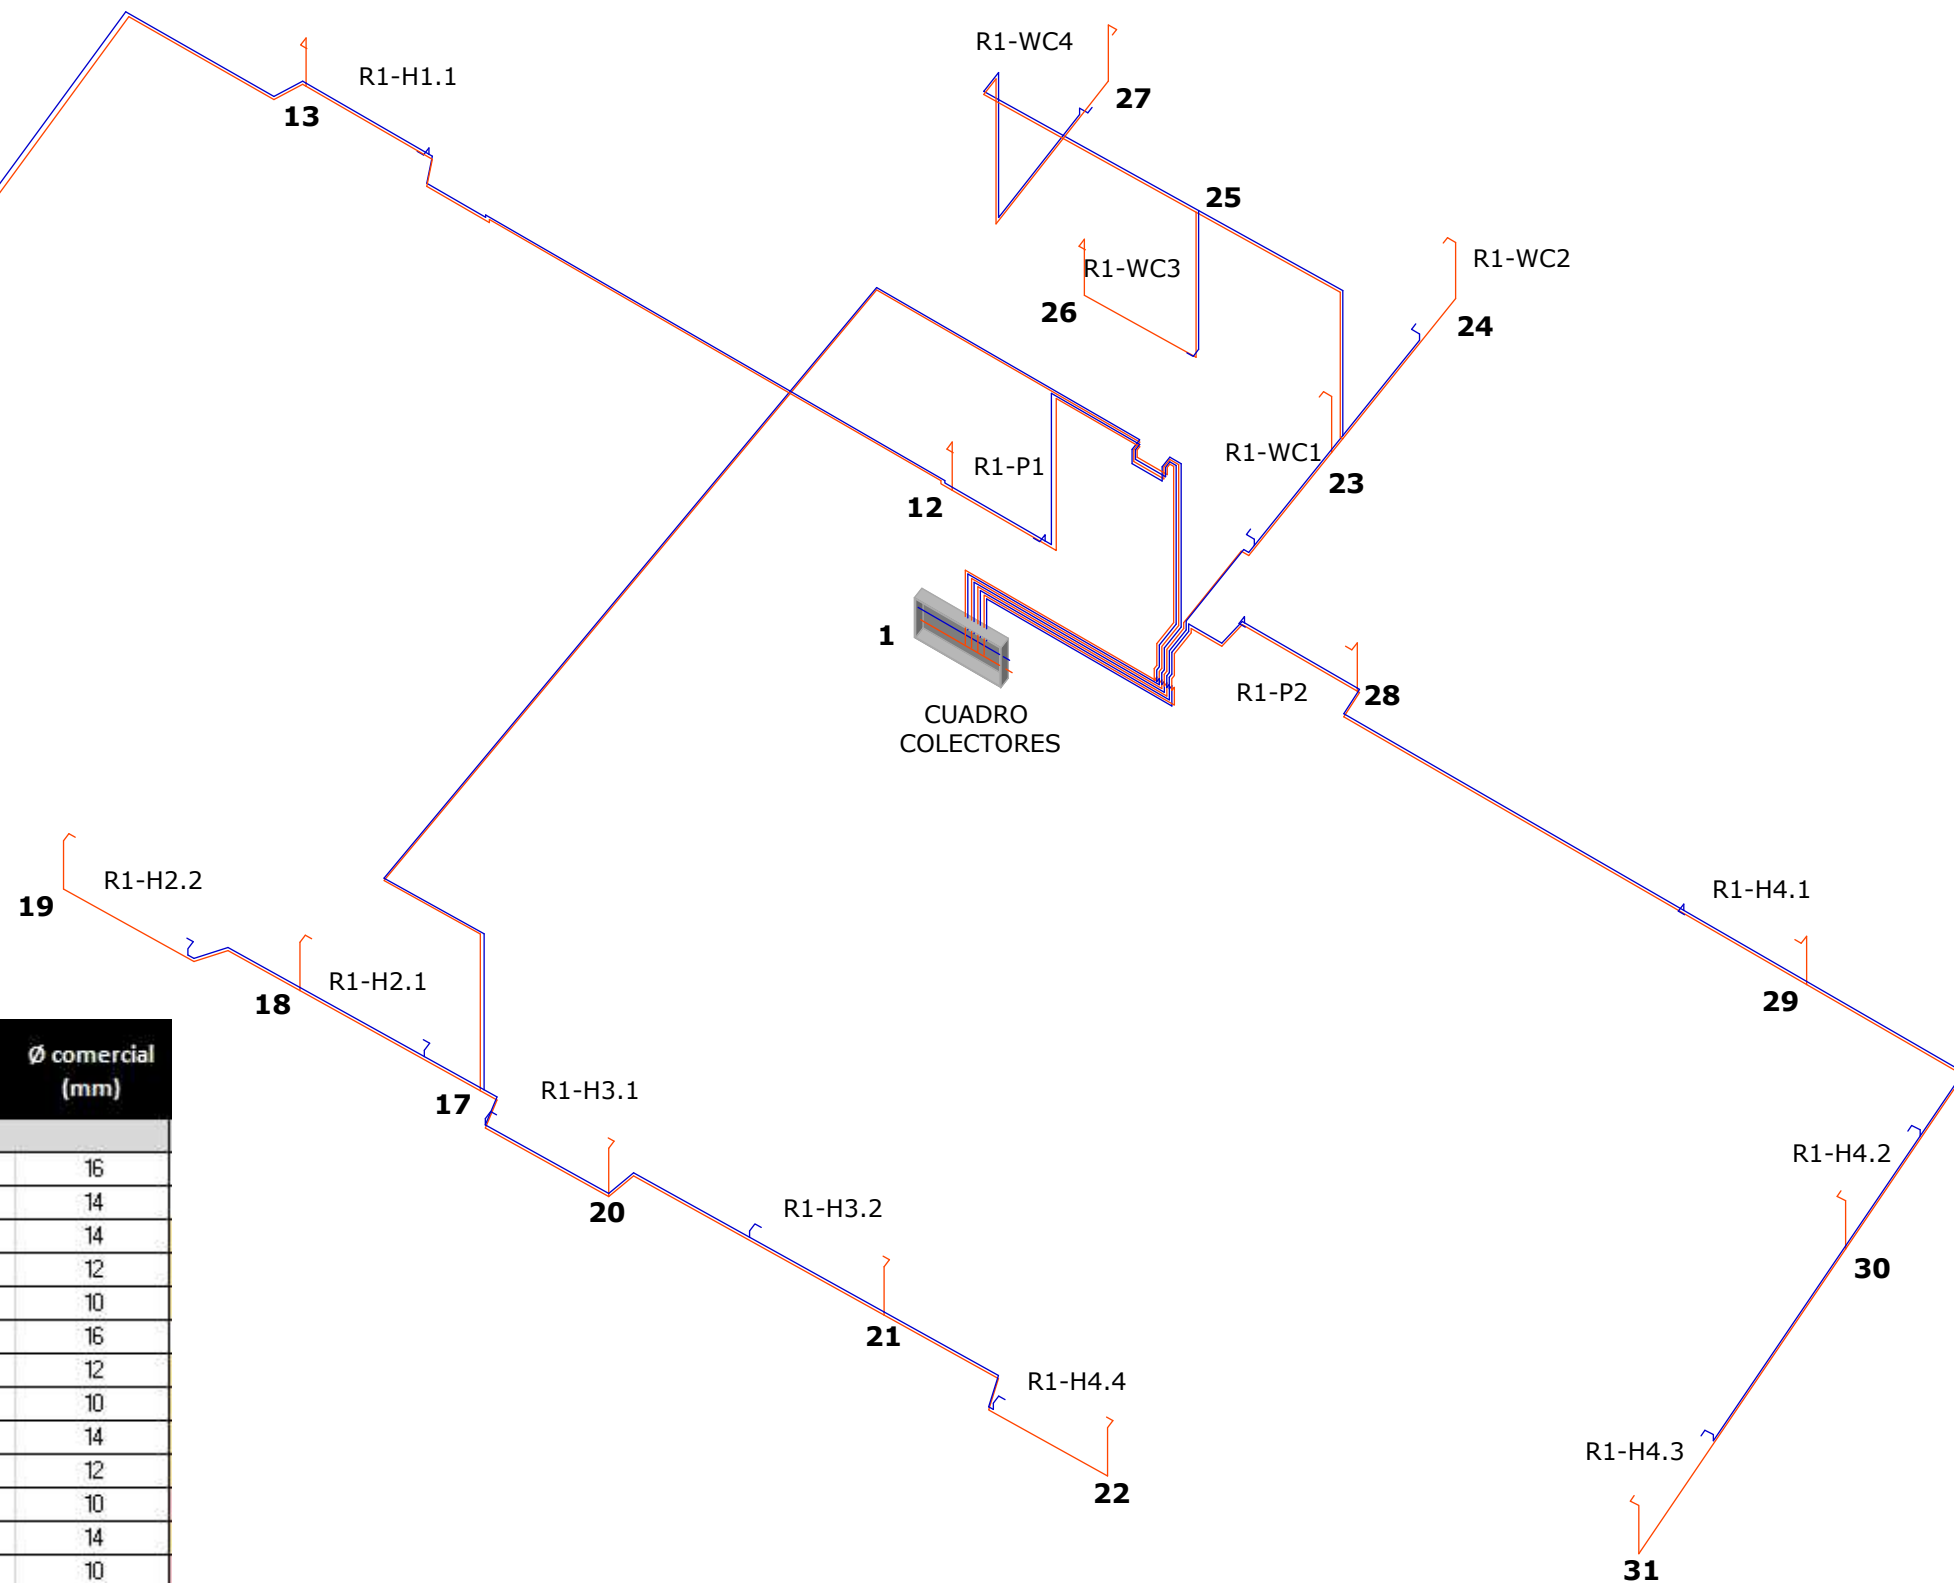 R1-WC4
R1-H1.1
27
13
25
R1-WC3
R1-WC2
26
24
R1-WC1
R1-P1
23
12
1
R1-P2
28
CUADRO
COLECTORES
R1-H2.2
R1-H4.1
19
R1-H2.1
18
29
Ø comercial
(mm)
R1-H3.1
17
R1-H4.2
16
14
R1-H3.2
20
14
12
30
10
16
21
12
R1-H4.4
10
14
R1-H4.3
12
22
10
14
10
31